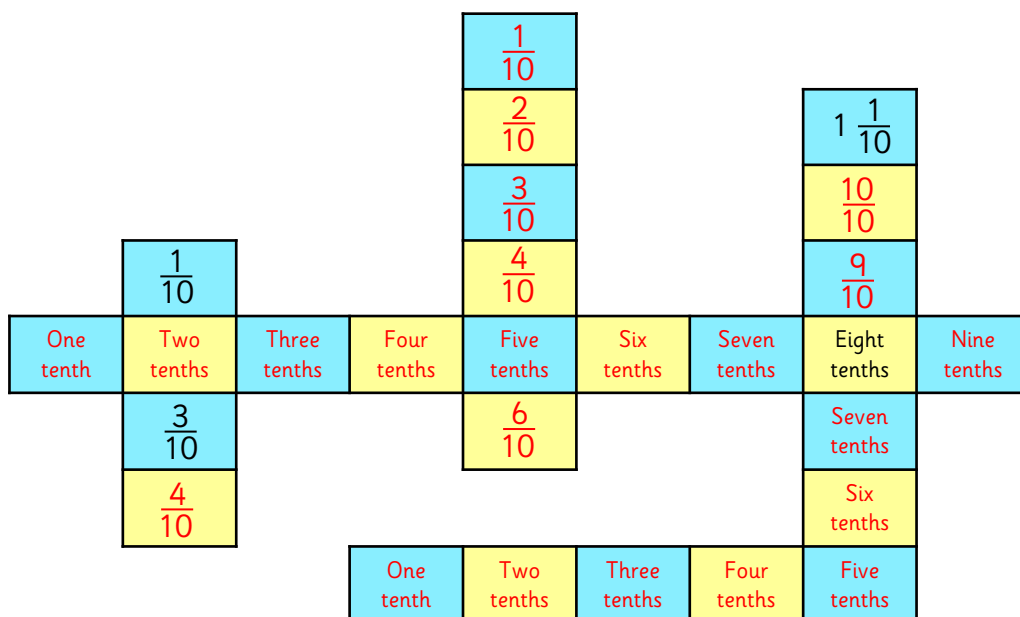 1/10
2/10
1 1/10
3/10
10/10
1/10
4/10
9/10
One tenth
Two tenths
Three tenths
Four tenths
Five tenths
Six tenths
Seven tenths
Eight tenths
Nine tenths
3/10
6/10
Seven tenths
4/10
Six tenths
One tenth
Two tenths
Three tenths
Four tenths
Five tenths